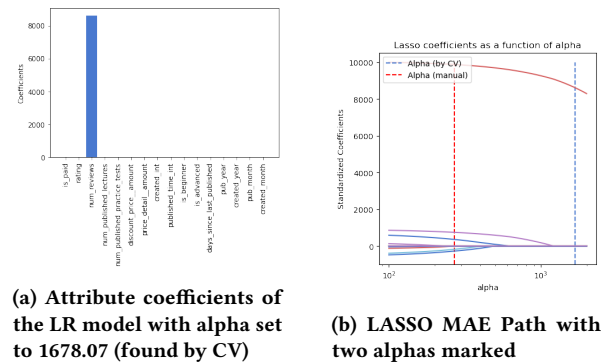 8000
6000
4000
2000
0
Coefficients
is_paid
rating
num_reviews
num_published_lectures
num_published_practice_tests
discount_price__amount
price_detail__amount
created_int
published_time_int
is_beginner
is_advanced
days_since_last_published
pub_year
created_year
pub_month
created_month
(a) Attribute coefficients of
the LR model with alpha set
to 1678.07 (found by CV)
Lasso coefficients as a function of alpha
Alpha (by CV)
Alpha (manual)
10000
8000
6000
4000
2000
0
Standardized Coefficients
10²
10³
alpha
(b) LASSO MAE Path with
two alphas marked